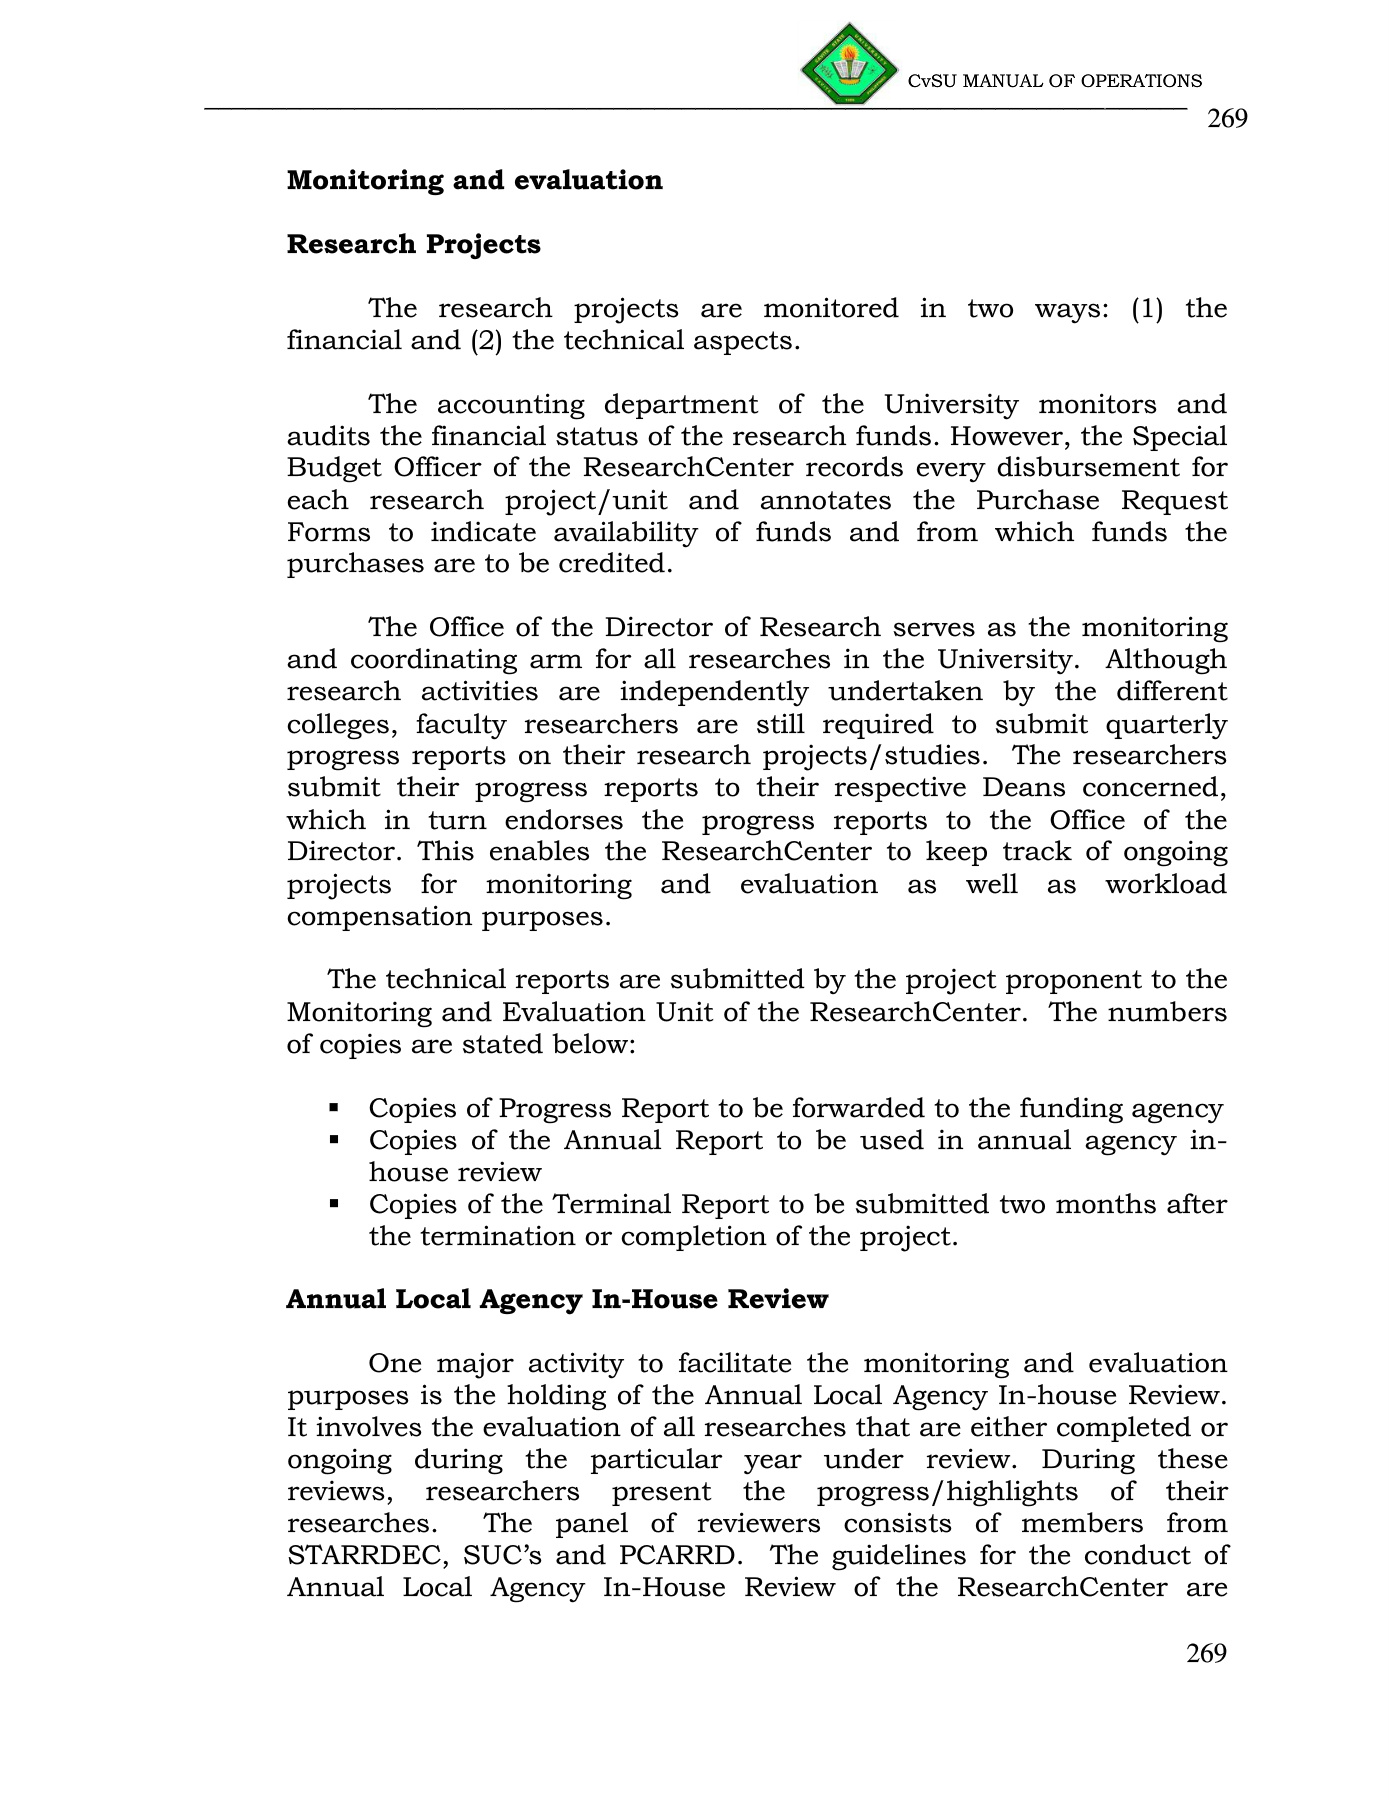 CvSU MANUAL OF OPERATIONS
269
Monitoring and evaluation
Research Projects
The research projects are monitored in two ways: (1) the
financial and (2) the technical aspects.
The accounting department of the University monitors and
audits the financial status of the research funds. However, the Special
Budget Officer of the ResearchCenter records every disbursement for
each research project/unit and annotates the Purchase Request
Forms to indicate availability of funds and from which funds the
purchases are to be credited.
The Office of the Director of Research serves as the monitoring
and coordinating arm for all researches in the University. Although
research activities are independently undertaken by the different
colleges, faculty researchers are still required to submit quarterly
progress reports on their research projects/studies. The researchers
submit their progress reports to their respective Deans concerned,
which in turn endorses the progress reports to the Office of the
Director. This enables the ResearchCenter to keep track of ongoing
projects for monitoring and evaluation as well as workload
compensation purposes.
The technical reports are submitted by the project proponent to the
Monitoring and Evaluation Unit of the ResearchCenter. The numbers
of copies are stated below:
▪ Copies of Progress Report to be forwarded to the funding agency
▪ Copies of the Annual Report to be used in annual agency in-
house review
▪ Copies of the Terminal Report to be submitted two months after
the termination or completion of the project.
Annual Local Agency In-House Review
One major activity to facilitate the monitoring and evaluation
purposes is the holding of the Annual Local Agency In-house Review.
It involves the evaluation of all researches that are either completed or
ongoing during the particular year under review. During these
reviews, researchers present the progress/highlights of their
researches. The panel of reviewers consists of members from
STARRDEC, SUC’s and PCARRD. The guidelines for the conduct of
Annual Local Agency In-House Review of the ResearchCenter are
269